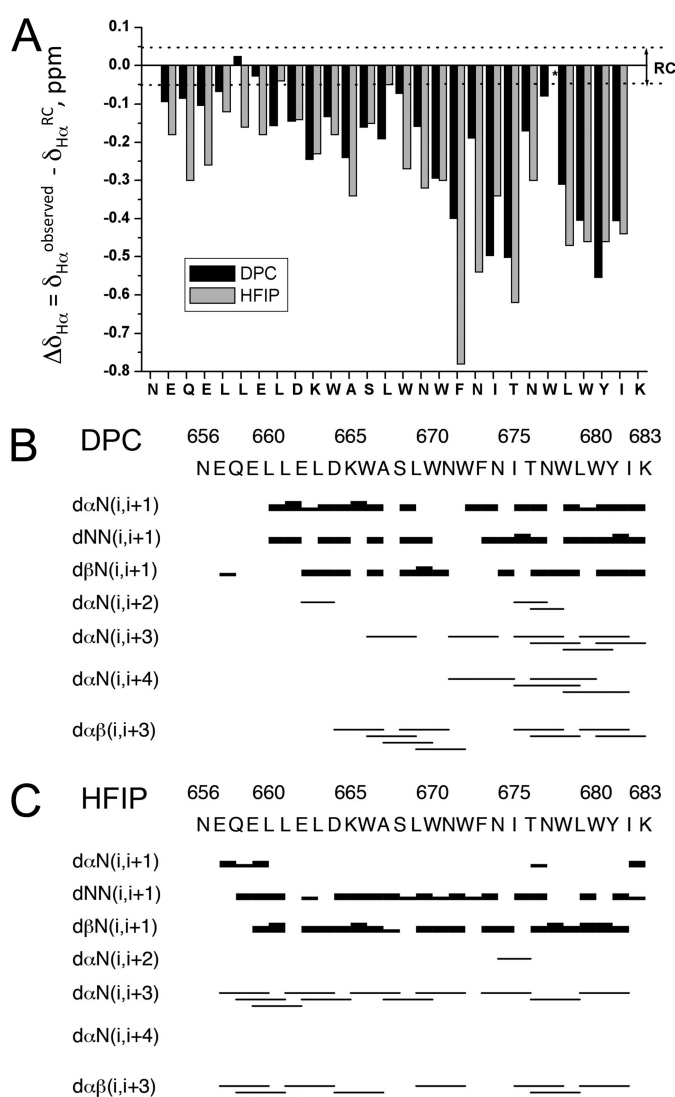 A
Δδ_Hα = δ_Hα^observed - δ_Hα^RC, ppm
0.1
0.0
-0.1
-0.2
-0.3
-0.4
-0.5
-0.6
-0.7
-0.8
*
RC
DPC
HFIP
N E Q E L L E L D K W A S L W N W F N I T N W L W Y I K
B
DPC
656 660 665 670 675 680 683
NEQELLELDKWASLWNWFNITNWLWYIK
dαN(i,i+1)
dNN(i,i+1)
dβN(i,i+1)
dαN(i,i+2)
dαN(i,i+3)
dαN(i,i+4)
dαβ(i,i+3)
C
HFIP
656 660 665 670 675 680 683
NEQELLELDKWASLWNWFNITNWLWYIK
dαN(i,i+1)
dNN(i,i+1)
dβN(i,i+1)
dαN(i,i+2)
dαN(i,i+3)
dαN(i,i+4)
dαβ(i,i+3)